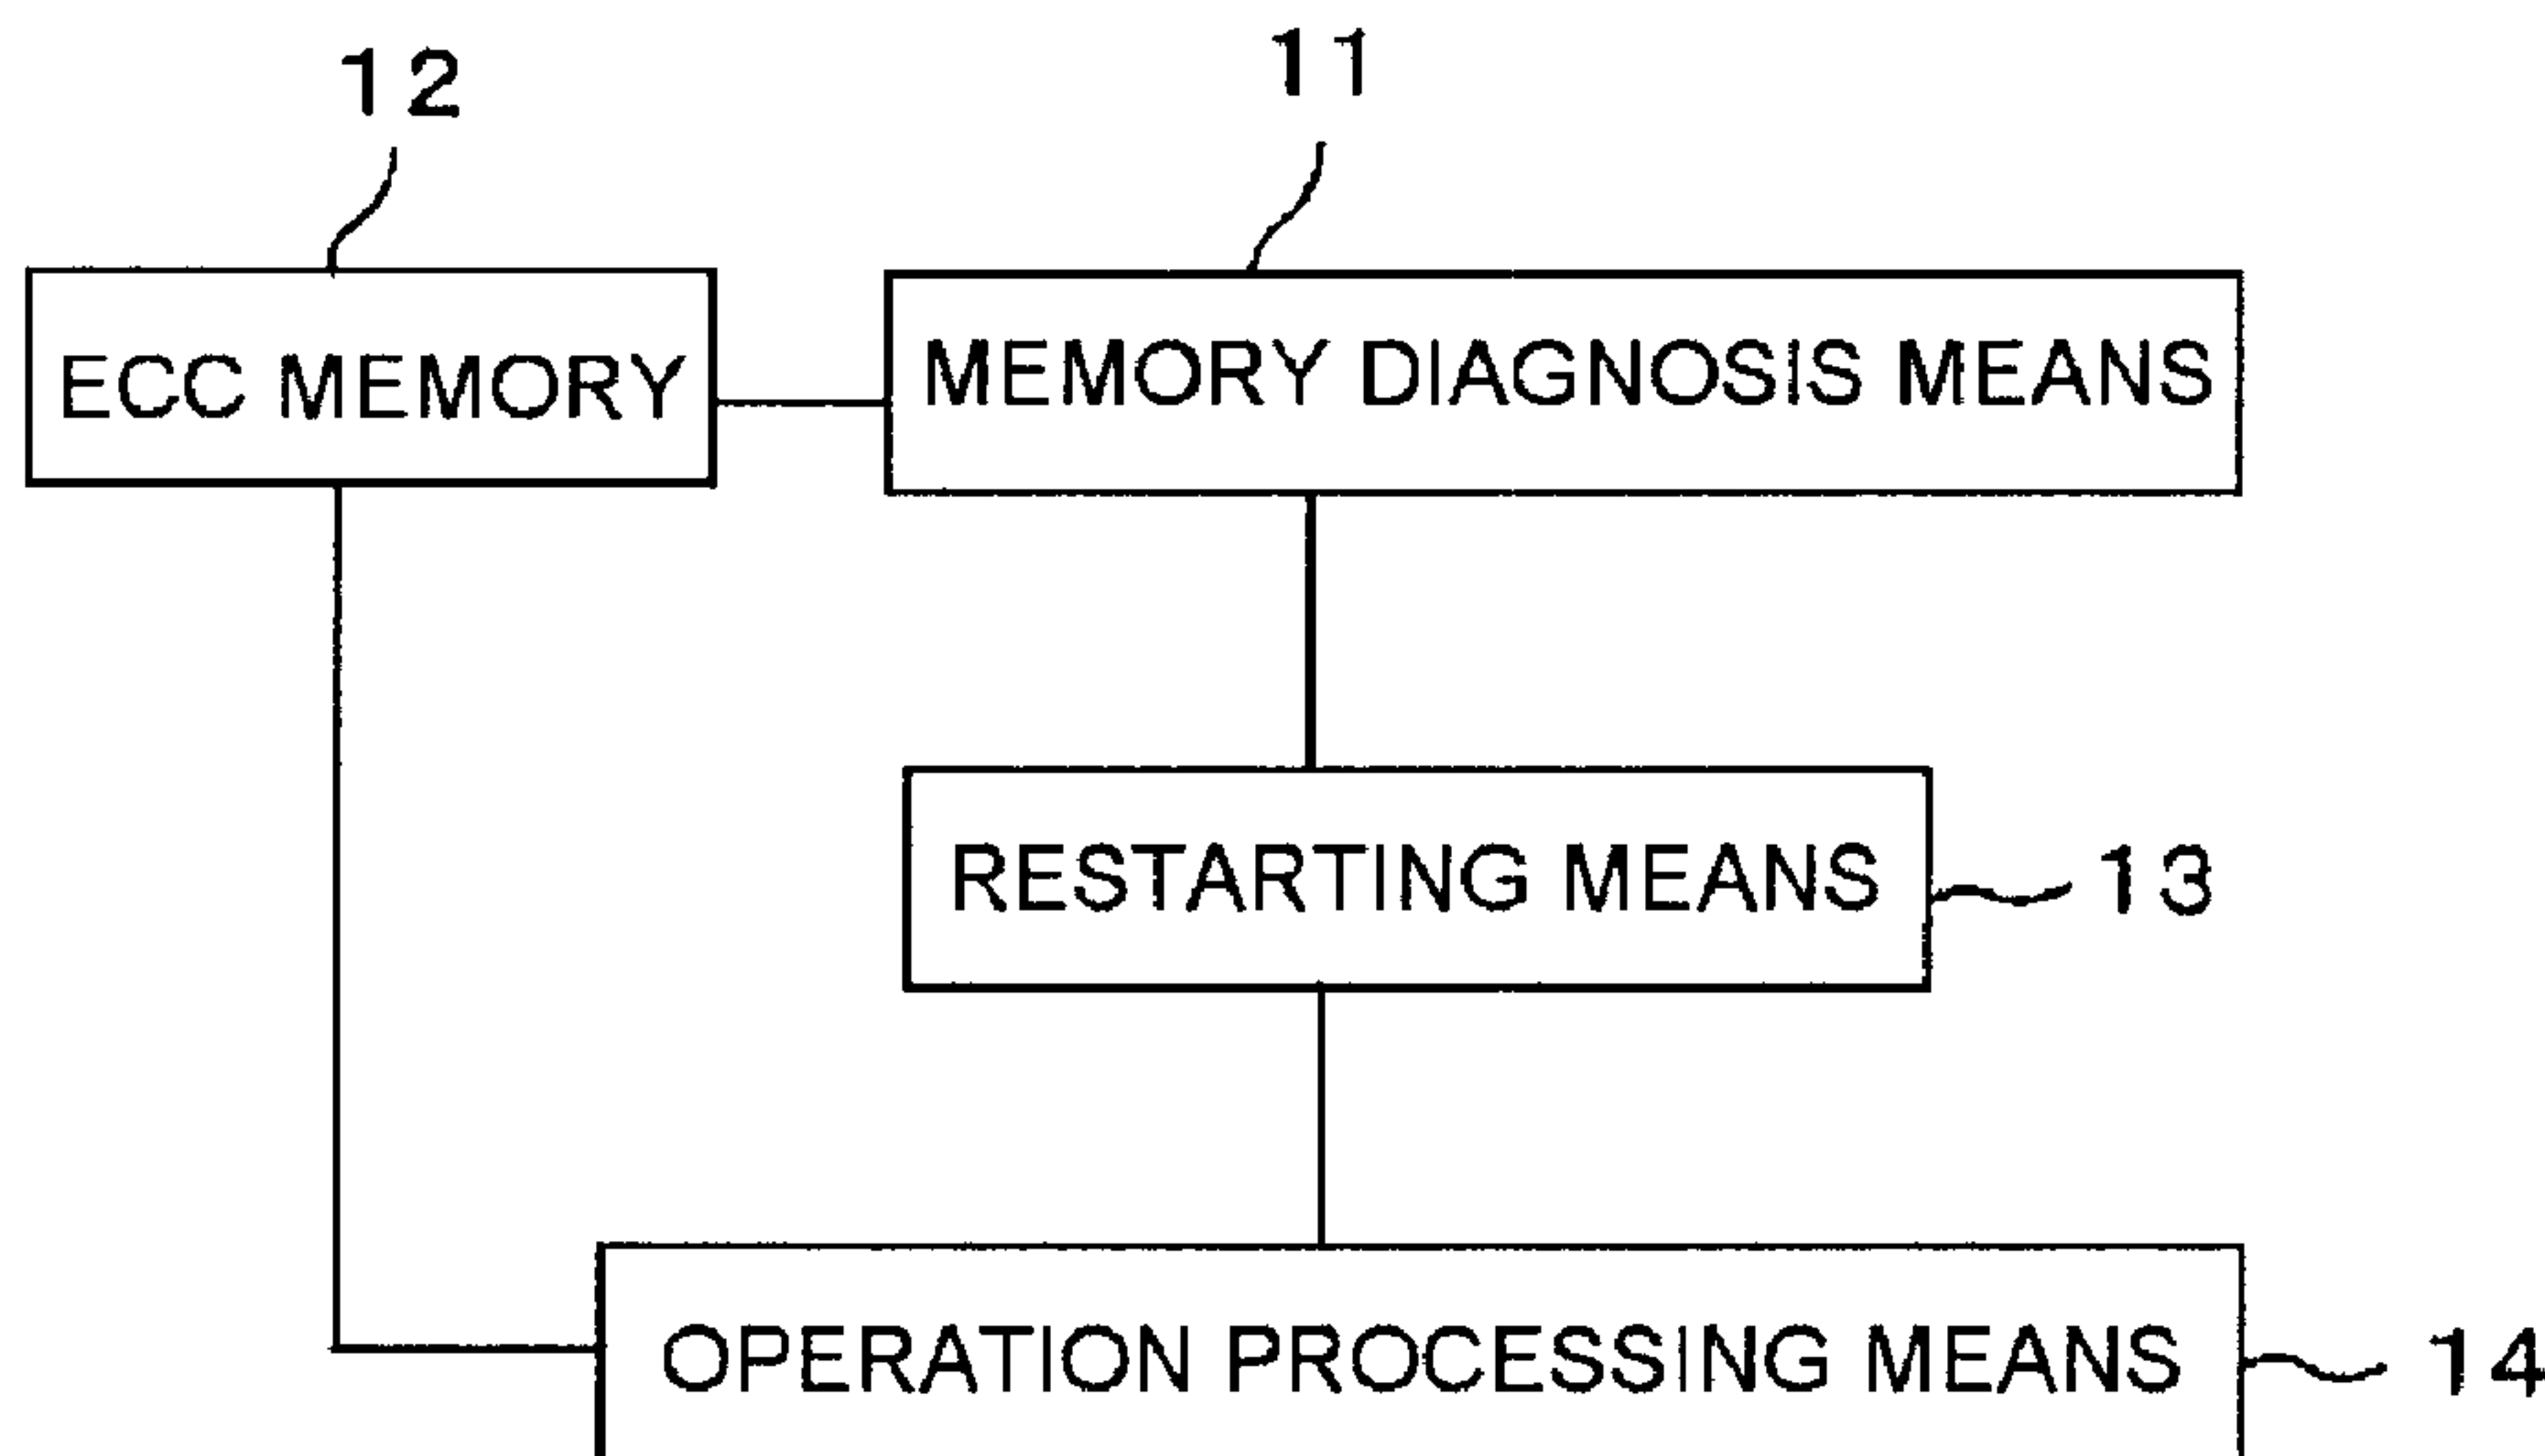 12
11
ECC MEMORY
MEMORY DIAGNOSIS MEANS
RESTARTING MEANS
13
OPERATION PROCESSING MEANS
14